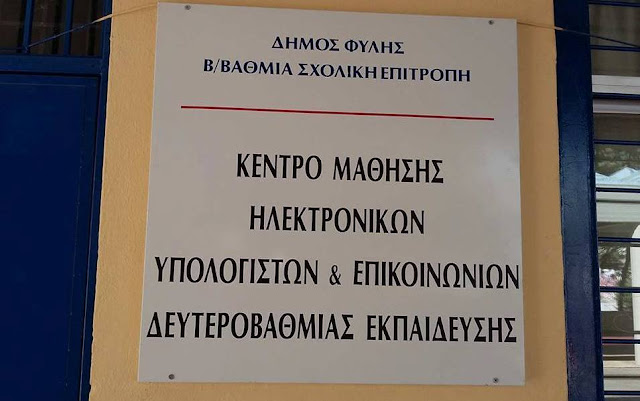 ΔΗΜΟΣ ΦΥΛΗΣ
Β/ΒΑΘΜΙΑ ΣΧΟΛΙΚΗ ΕΠΙΤΡΟΠΗ
ΚΕΝΤΡΟ ΜΑΘΗΣΗΣ
ΗΛΕΚΤΡΟΝΙΚΩΝ
ΥΠΟΛΟΓΙΣΤΩΝ & ΕΠΙΚΟΙΝΩΝΙΩΝ
ΔΕΥΤΕΡΟΒΑΘΜΙΑΣ ΕΚΠΑΙΔΕΥΣΗΣ